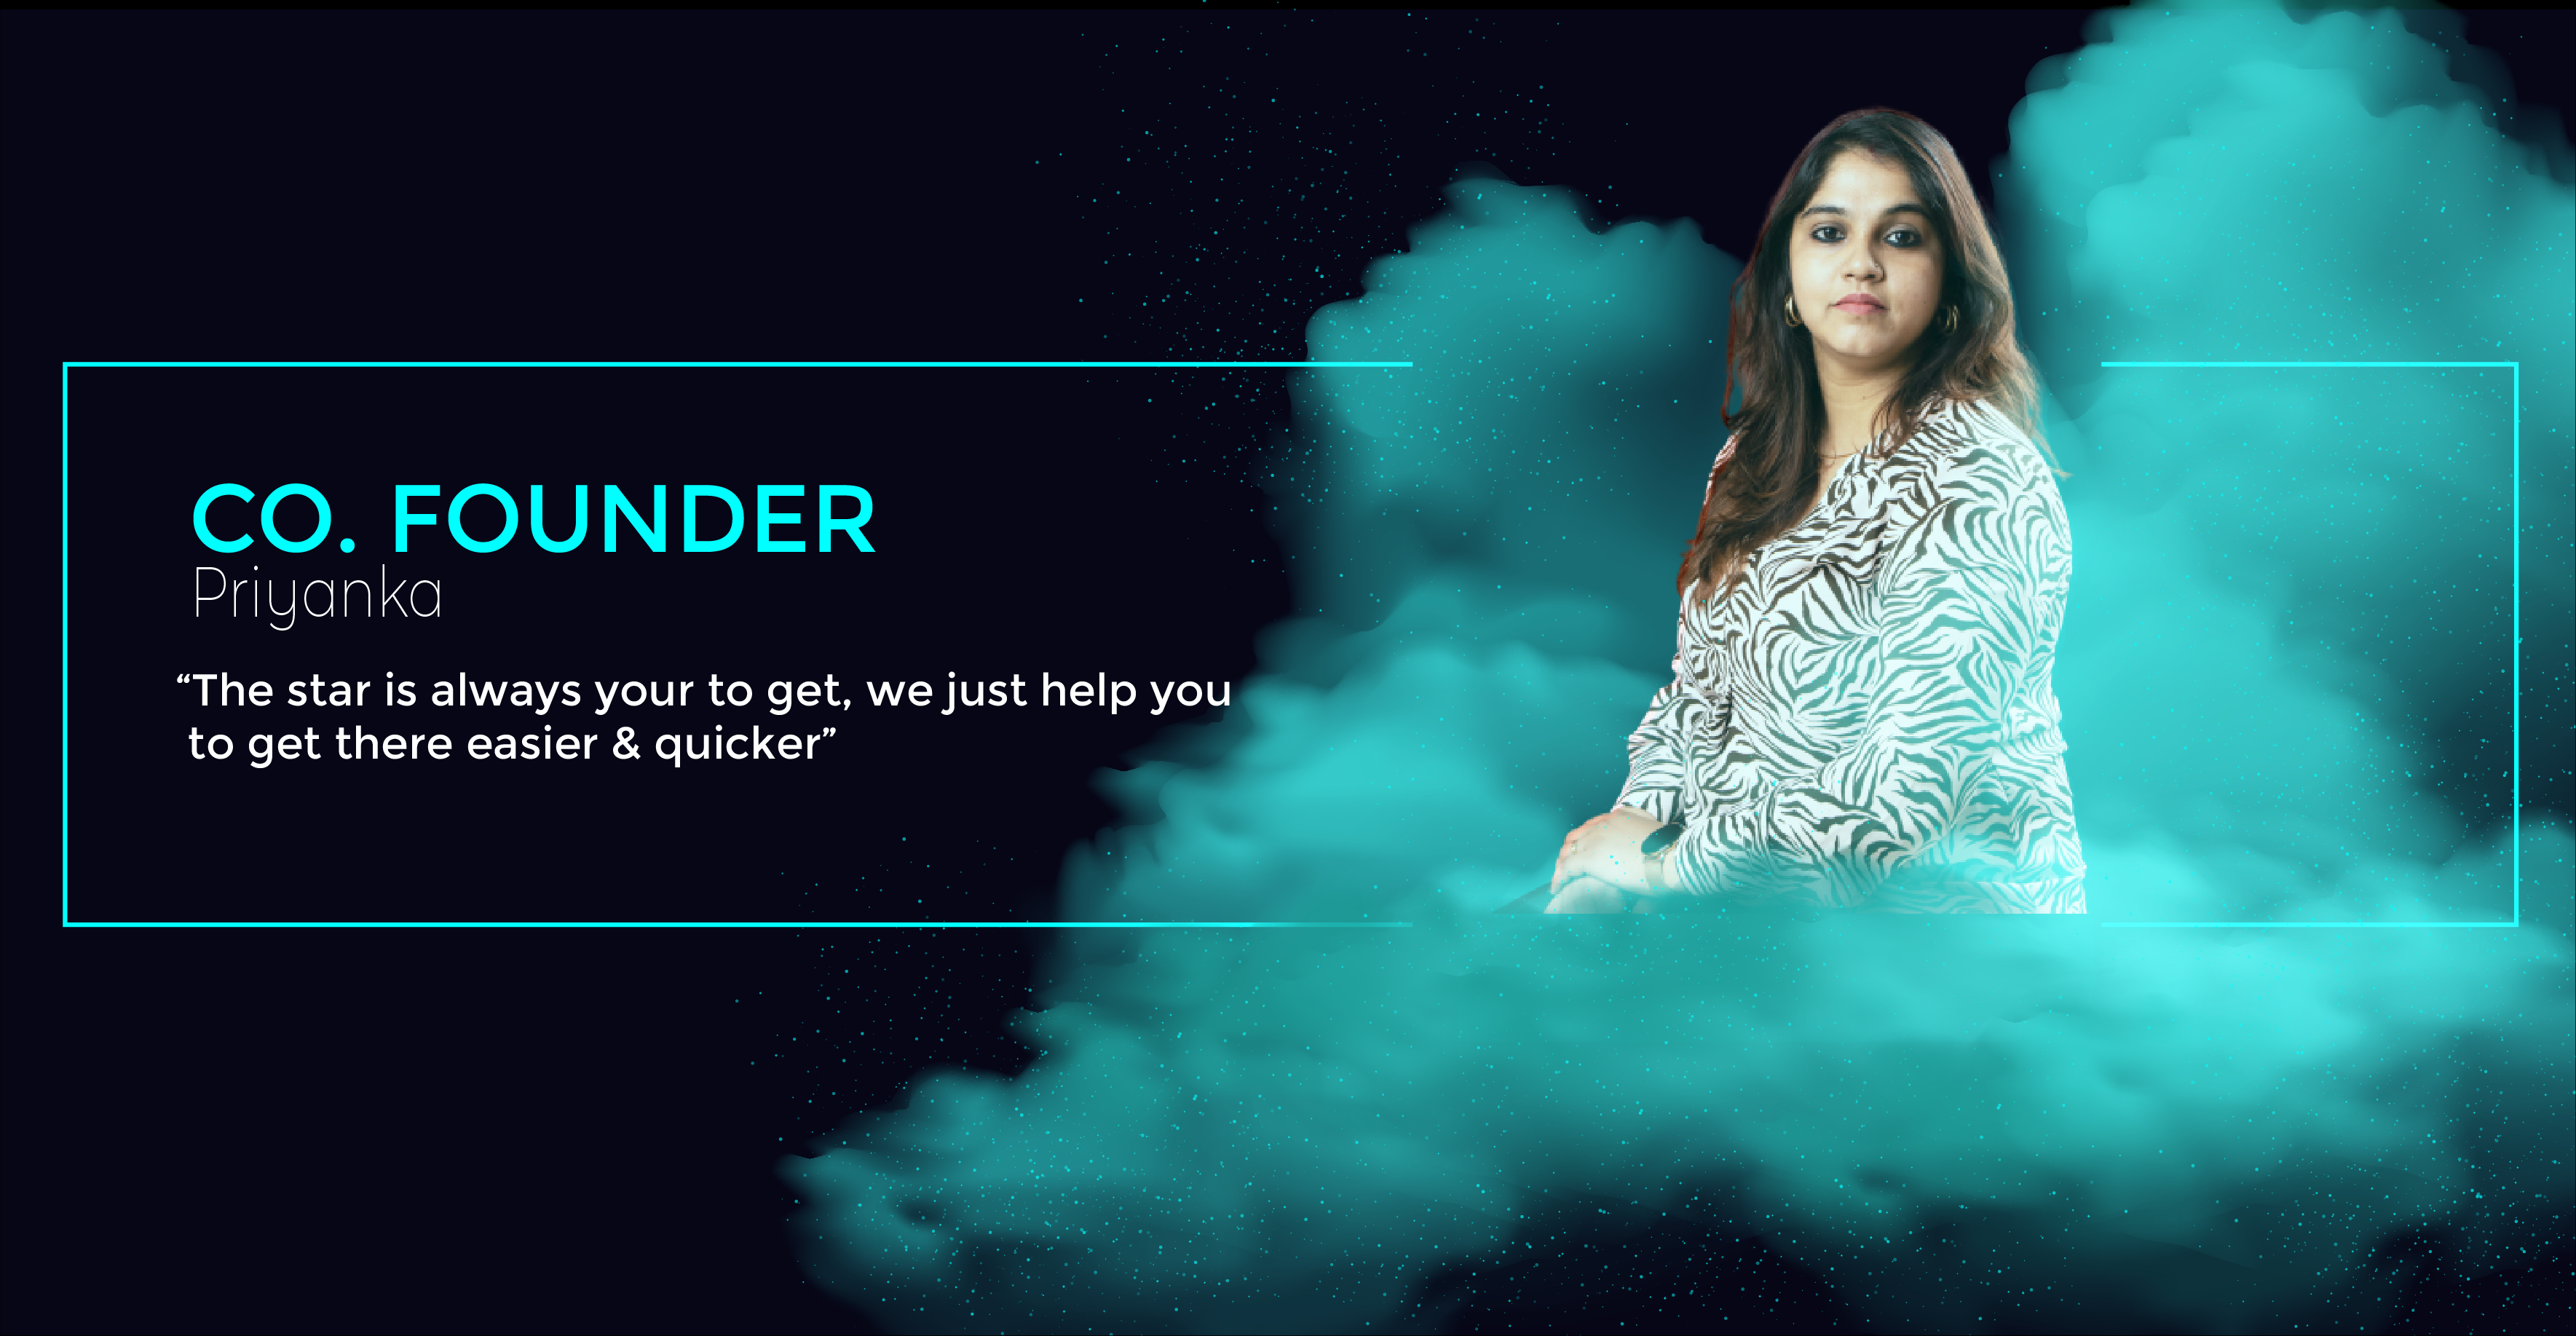 CO. FOUNDER
Priyanka
“The star is always your to get, we just help you
to get there easier & quicker”